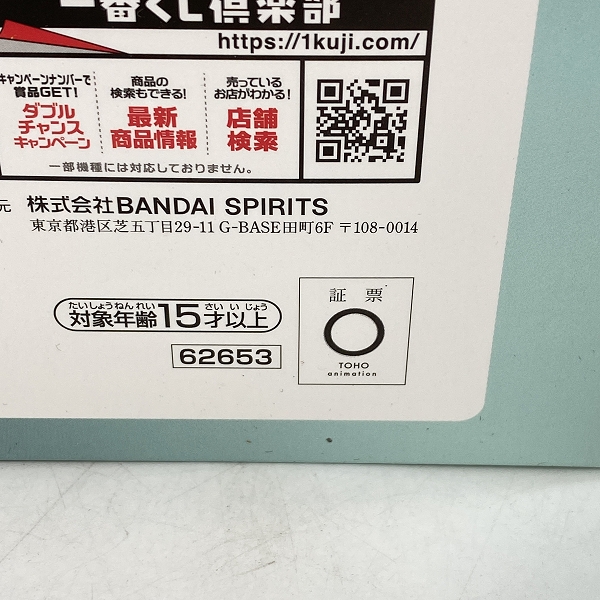 一番くじ倶楽部
https://1kuji.com/
キャンペーンナンバーで
賞品GET!
ダブル
チャンス
キャンペーン
商品の
検索もできる!
最新
商品情報
売っている
お店がわかる!
店舗
検索
一部機種には対応しておりません。
元 株式会社BANDAI SPIRITS
東京都港区芝五丁目29-11 G-BASE田町6F 〒108-0014
たいしょうねんれい さいいじょう
対象年齢15才以上
62653
証票
TOHO
animation